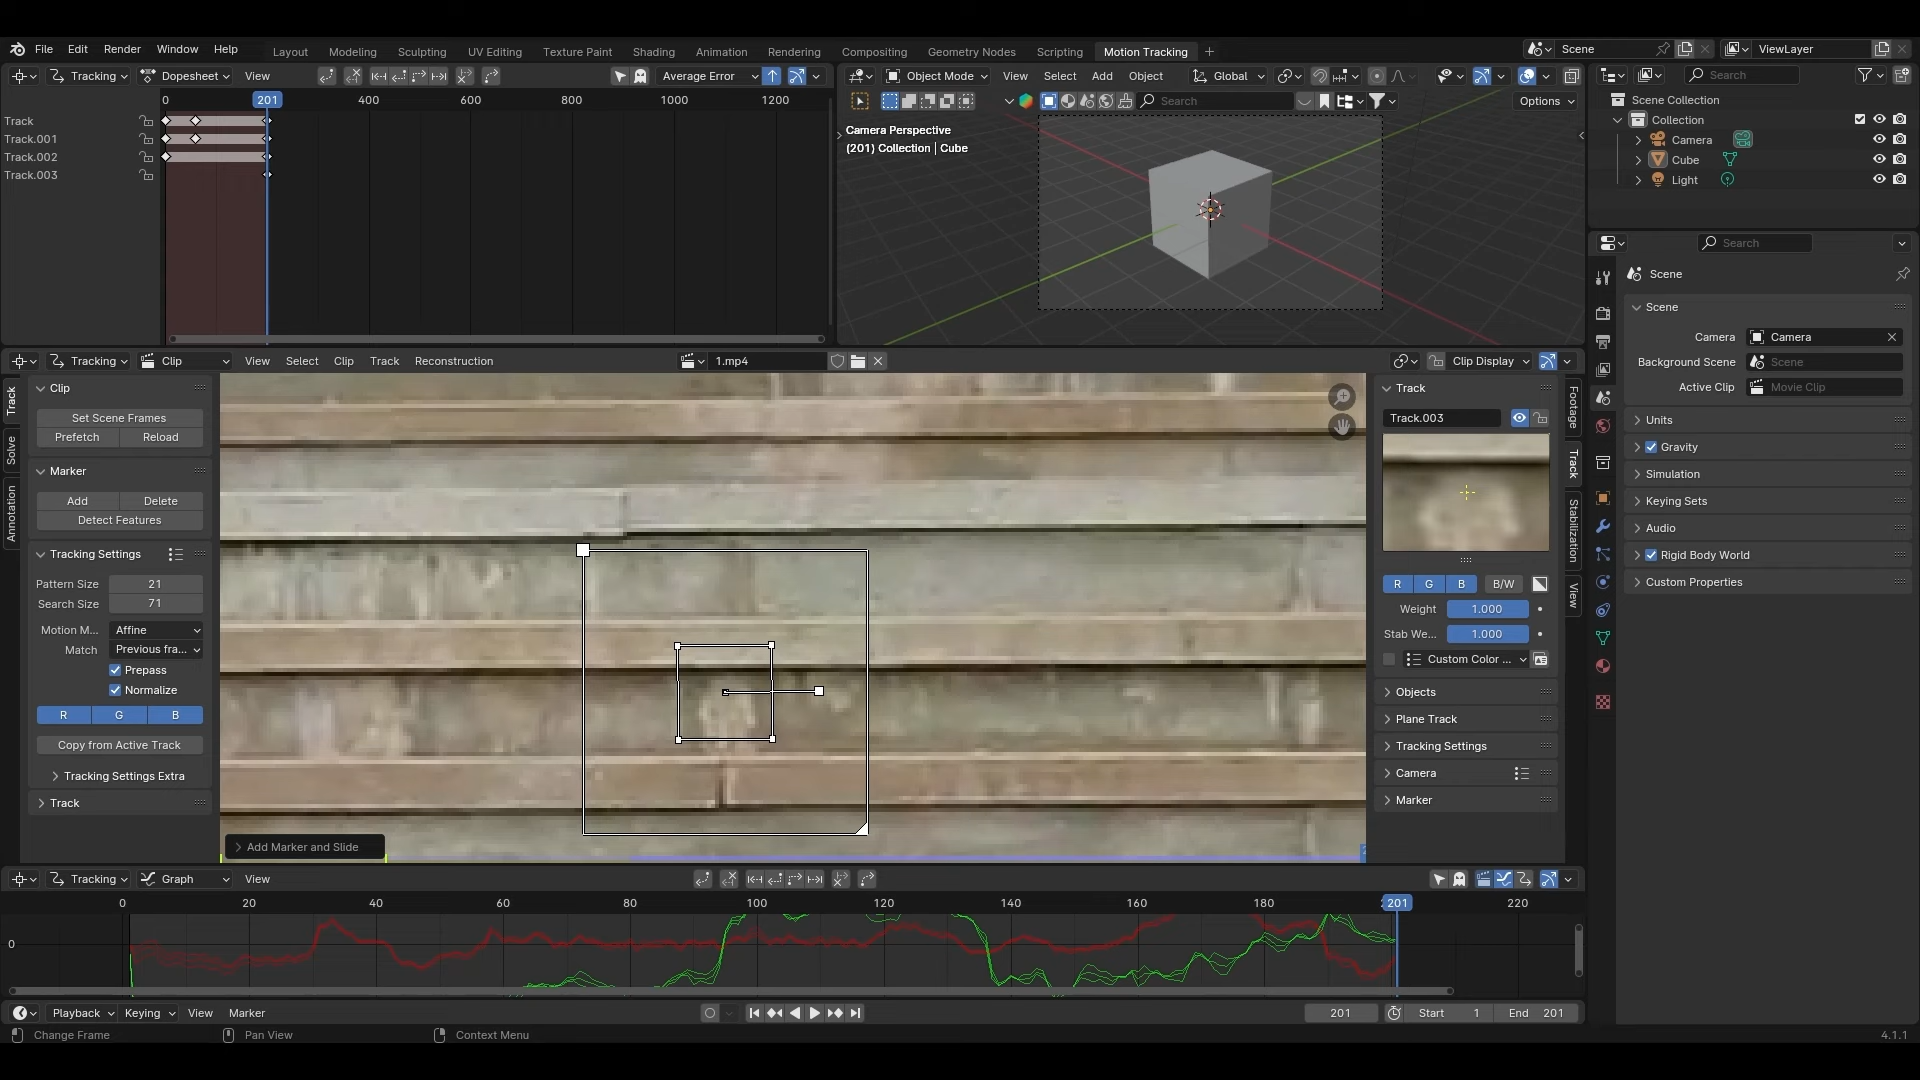 File Edit Render Window Help Layout Modeling Sculpting UV Editing Texture Paint Shading Animation Rendering Compositing Geometry Nodes Scripting Motion Tracking + Scene ViewLayer
Tracking Dopesheet View Average Error Object Mode View Select Add Object Global Search
0 201 400 600 800 1000 1200 Search Options
Scene Collection
Track
Track.001
Track.002
Track.003
Camera Perspective
(201) Collection | Cube
Collection
Camera
Cube
Light
Search
Scene
Scene
Camera Camera
Background Scene Scene
Active Clip Movie Clip
Units
Gravity
Simulation
Keying Sets
Audio
Rigid Body World
Custom Properties
Tracking Clip View Select Clip Track Reconstruction 1.mp4 Clip Display
Track
Solve
Annotation
Clip
Set Scene Frames
Prefetch Reload
Marker
Add Delete
Detect Features
Tracking Settings
Pattern Size 21
Search Size 71
Motion M... Affine
Match Previous fra...
Prepass
Normalize
R G B
Copy from Active Track
Tracking Settings Extra
Track
Add Marker and Slide
Track
Track.003
R G B B/W
Weight 1.000
Stab We... 1.000
Custom Color ...
Objects
Plane Track
Tracking Settings
Camera
Marker
Footage
Track
Stabilization
View
Tracking Graph View
0 20 40 60 80 100 120 140 160 180 201 220
0
Playback Keying View Marker 201 Start 1 End 201
Change Frame Pan View Context Menu 4.1.1